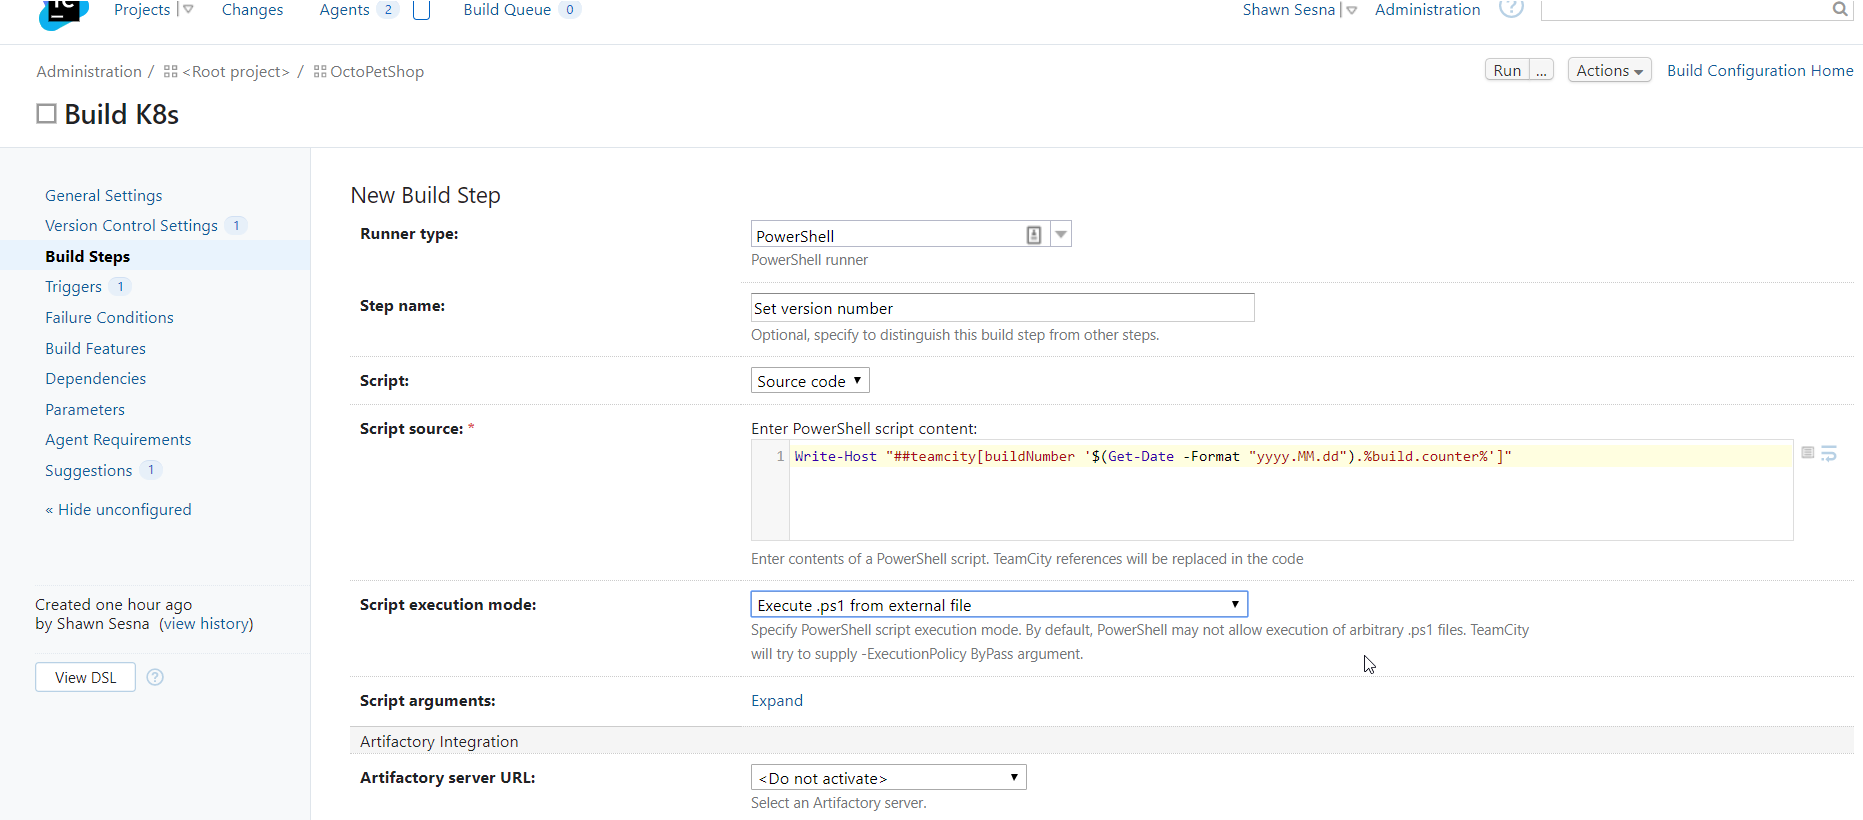 TC Projects Changes Agents 2 Build Queue 0 Shawn Sesna Administration ?
Administration / <Root project> / OctoPetShop Run ... Actions Build Configuration Home
Build K8s
General Settings
Version Control Settings 1
Build Steps
Triggers 1
Failure Conditions
Build Features
Dependencies
Parameters
Agent Requirements
Suggestions 1
« Hide unconfigured
Created one hour ago
by Shawn Sesna (view history)
View DSL ?
New Build Step
Runner type: PowerShell
PowerShell runner
Step name: Set version number
Optional, specify to distinguish this build step from other steps.
Script: Source code
Script source: * Enter PowerShell script content:
1 Write-Host "##teamcity[buildNumber '$(Get-Date -Format "yyyy.MM.dd").%build.counter%']"
Enter contents of a PowerShell script. TeamCity references will be replaced in the code
Script execution mode: Execute .ps1 from external file
Specify PowerShell script execution mode. By default, PowerShell may not allow execution of arbitrary .ps1 files. TeamCity
will try to supply -ExecutionPolicy ByPass argument.
Script arguments: Expand
Artifactory Integration
Artifactory server URL: <Do not activate>
Select an Artifactory server.